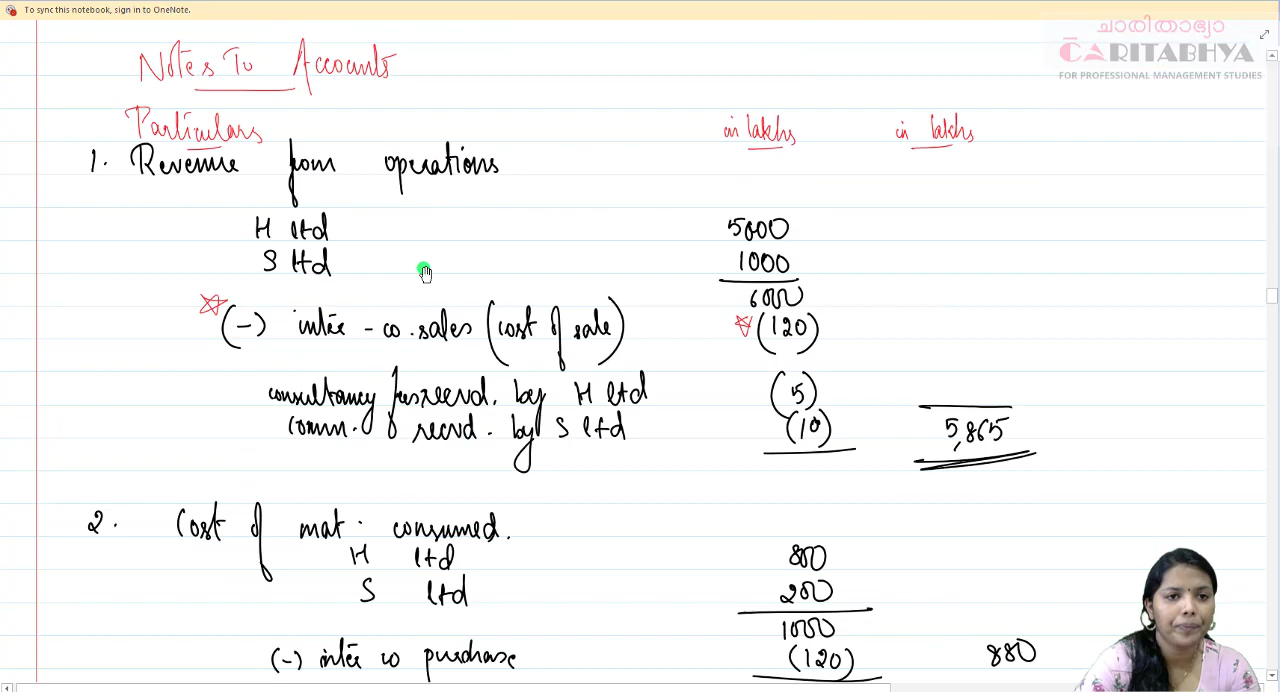 To sync this notebook, sign in to OneNote.
ചാരിതാഭ്യാ
CARITABHYA
FOR PROFESSIONAL MANAGEMENT STUDIES
Notes To Accounts
Particulars in lakhs in lakhs
1. Revenue from operations
H ltd 5000
S ltd 1000
6000
(-) inter - co. sales (cost of sale) (120)
consultancy fees recvd. by H ltd (5)
comm. recvd. by S ltd (10) 5,865
2. Cost of mat. consumed.
H ltd 800
S ltd 200
1000
(-) inter co purchase (120) 880